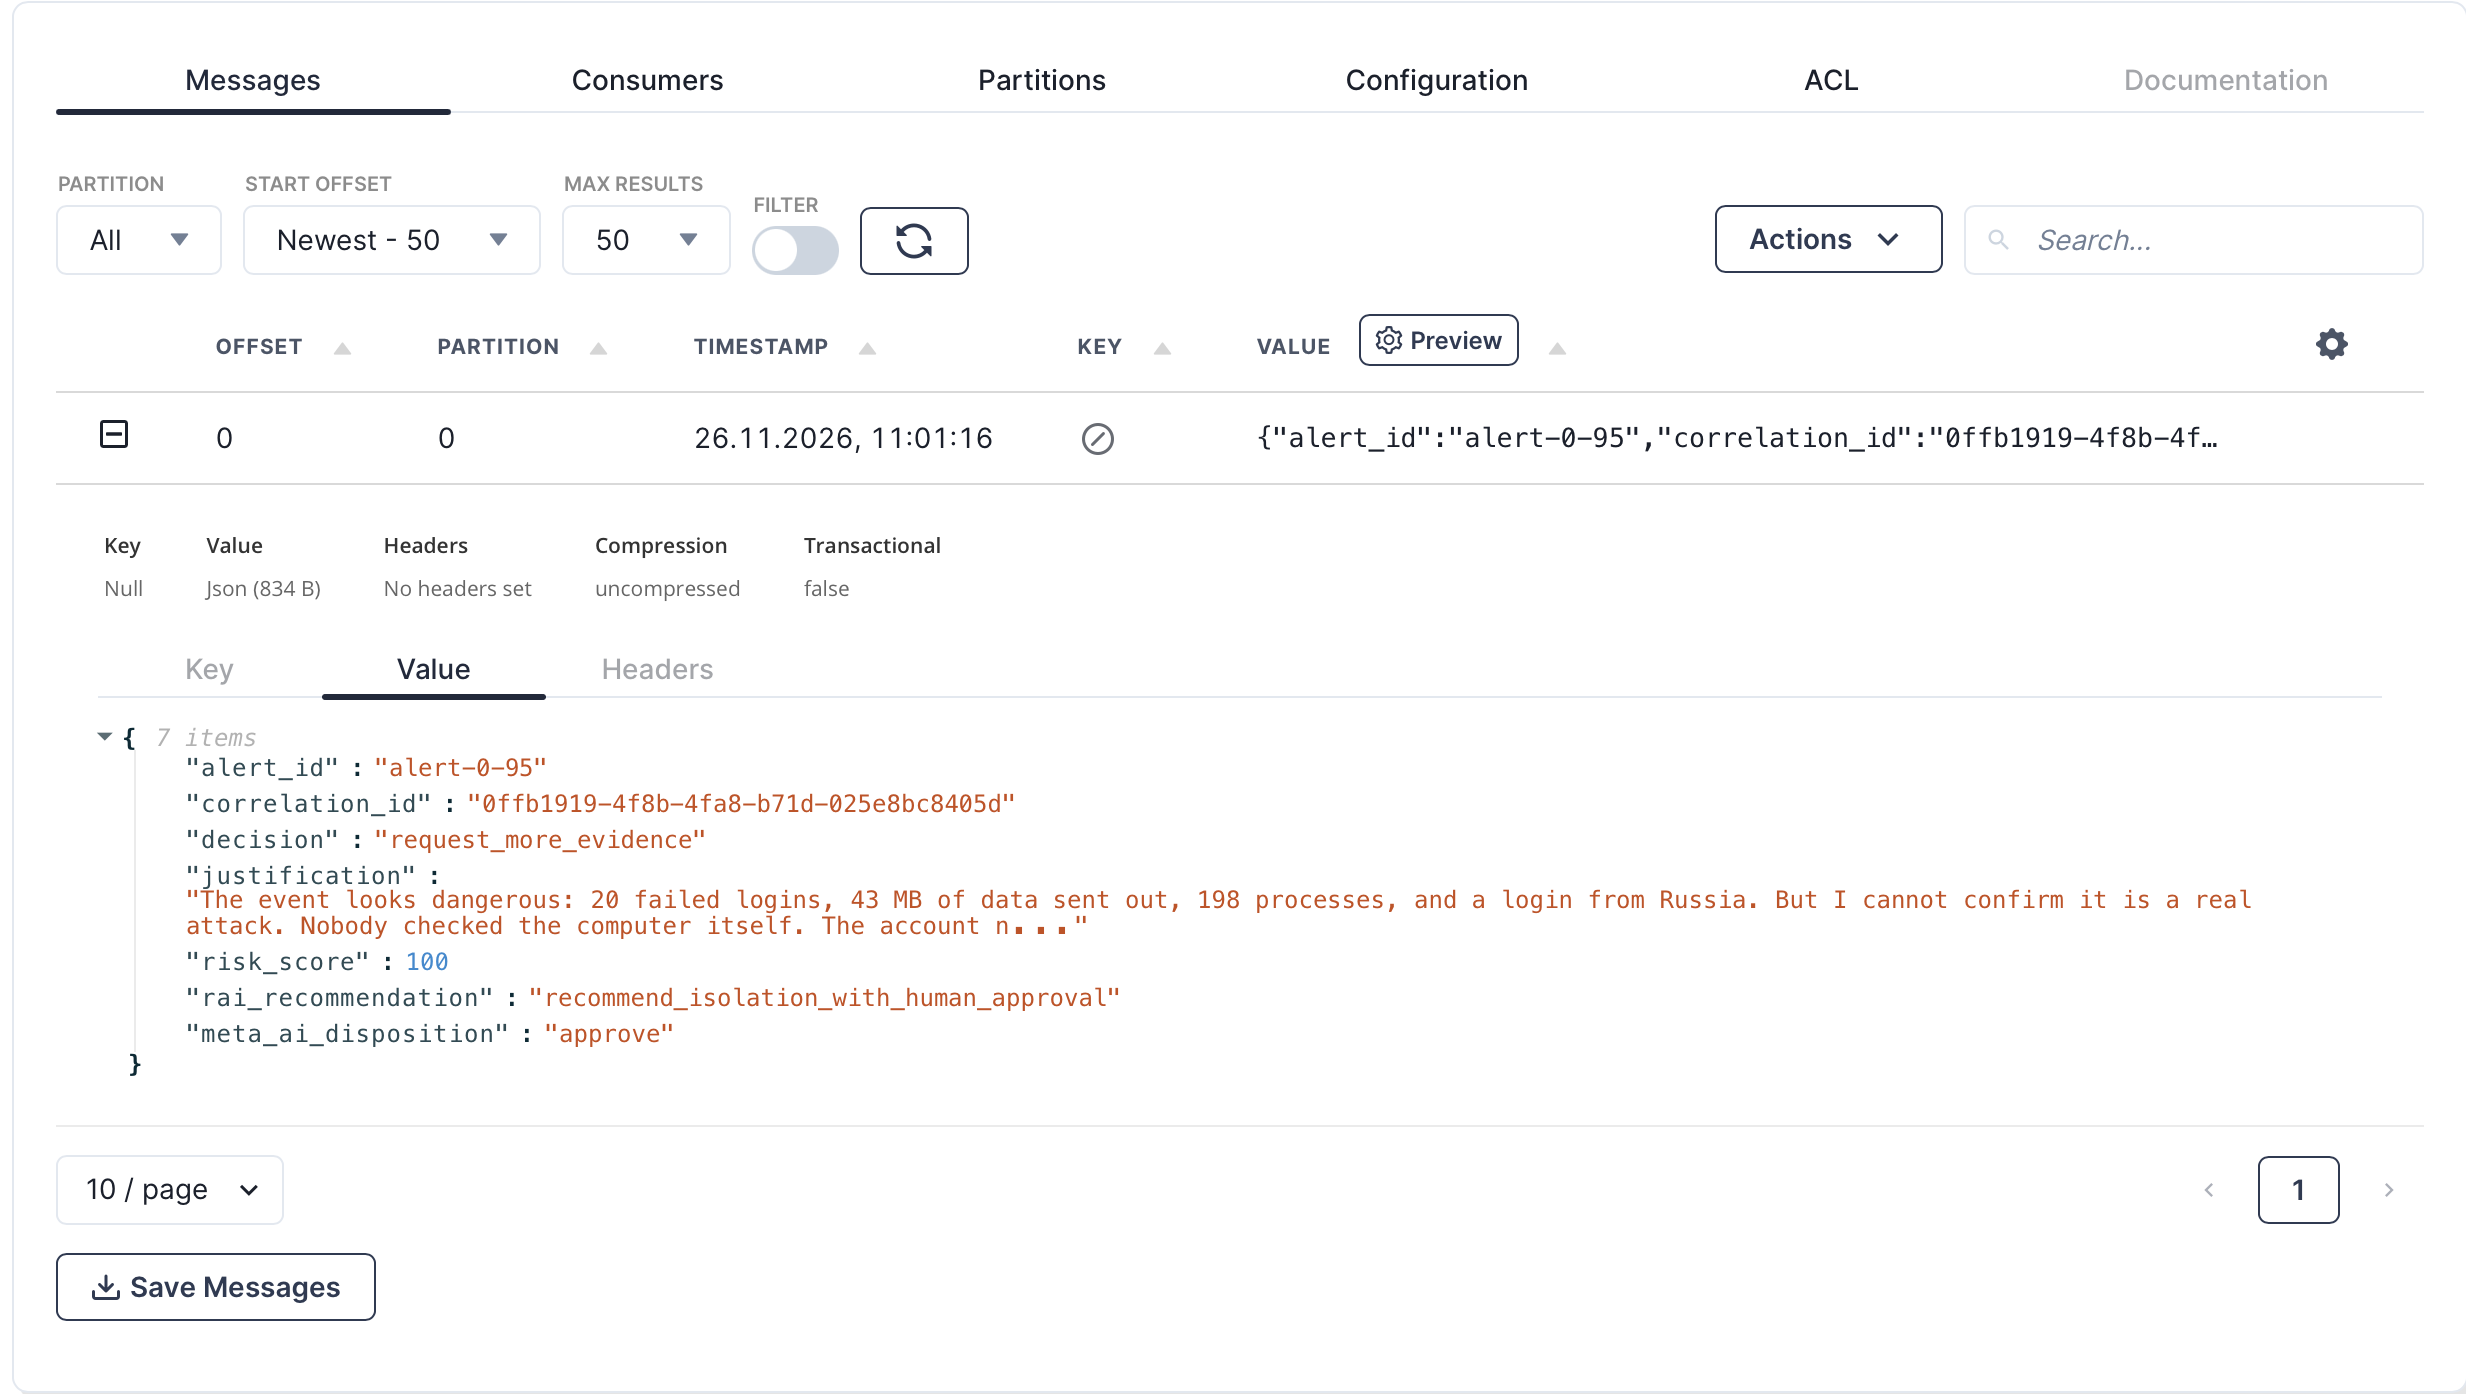 Messages Consumers Partitions Configuration ACL Documentation
PARTITION START OFFSET MAX RESULTS FILTER
All Newest - 50 50 Actions Search...
OFFSET PARTITION TIMESTAMP KEY VALUE Preview
0 0 26.11.2026, 11:01:16 {"alert_id":"alert-0-95","correlation_id":"0ffb1919-4f8b-4f…
Key Value Headers Compression Transactional
Null Json (834 B) No headers set uncompressed false
Key Value Headers
{ 7 items
"alert_id" : "alert-0-95"
"correlation_id" : "0ffb1919-4f8b-4fa8-b71d-025e8bc8405d"
"decision" : "request_more_evidence"
"justification" :
"The event looks dangerous: 20 failed logins, 43 MB of data sent out, 198 processes, and a login from Russia. But I cannot confirm it is a real
attack. Nobody checked the computer itself. The account n..."
"risk_score" : 100
"rai_recommendation" : "recommend_isolation_with_human_approval"
"meta_ai_disposition" : "approve"
}
10 / page 1
Save Messages